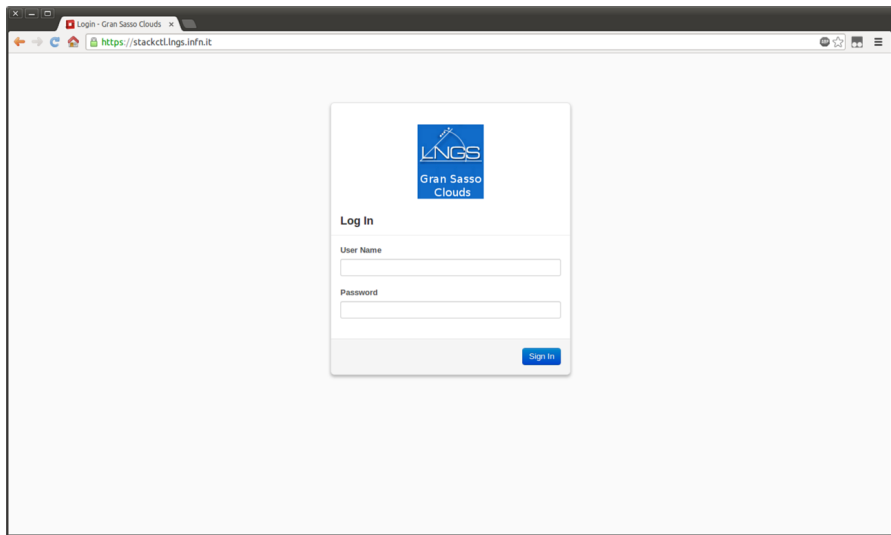 Login - Gran Sasso Clouds
https://stackctl.lngs.infn.it
LNGS
Gran Sasso
Clouds
Log In
User Name
Password
Sign In